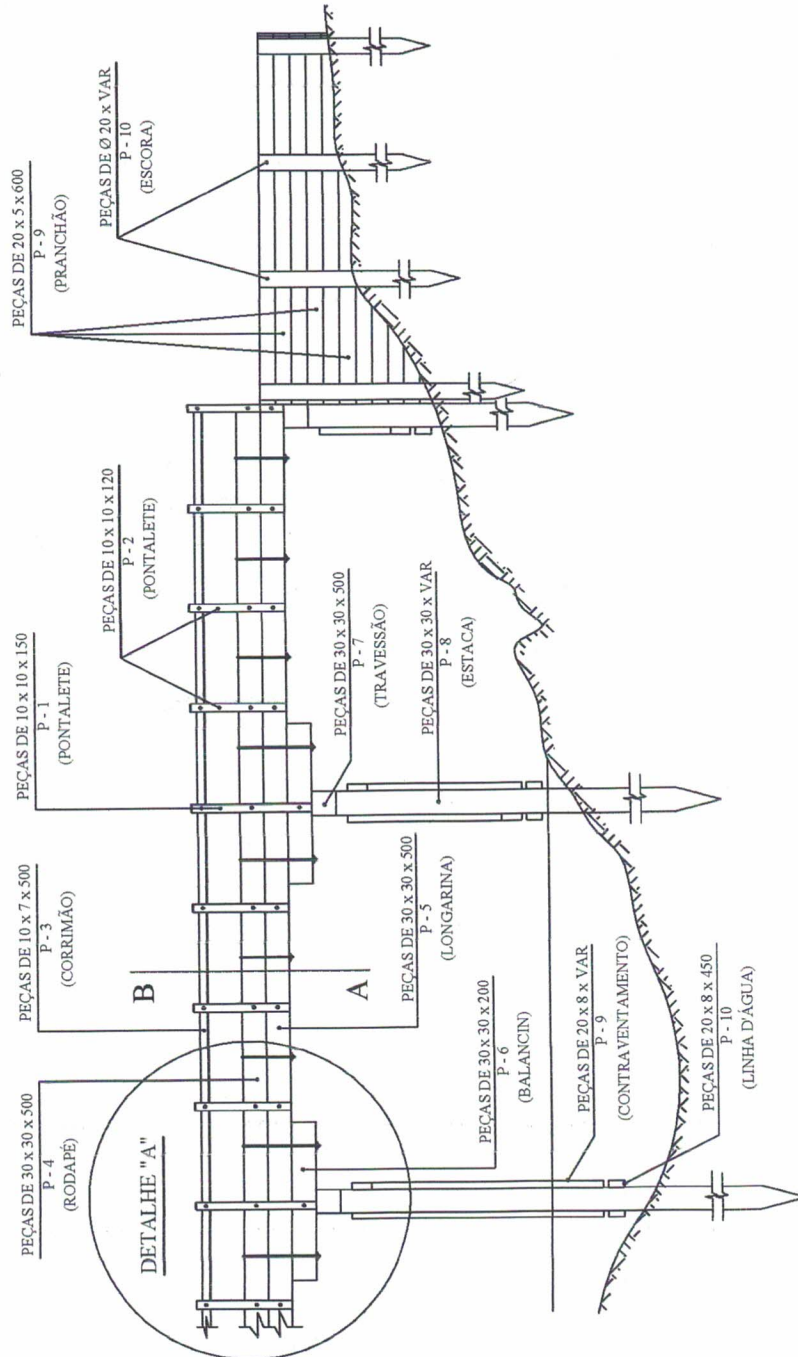 PEÇAS DE 30 x 30 x 500
P - 4
(RODAPÉ)
PEÇAS DE 10 x 7 x 500
P - 3
(CORRIMÃO)
PEÇAS DE 10 x 10 x 150
P - 1
(PONTALETE)
PEÇAS DE 10 x 10 x 120
P - 2
(PONTALETE)
PEÇAS DE 20 x 5 x 600
P - 9
(PRANCHÃO)
PEÇAS DE Ø 20 x VAR
P - 10
(ESCORA)
DETALHE "A"
B
A
PEÇAS DE 30 x 30 x 200
P - 6
(BALANCIN)
PEÇAS DE 30 x 30 x 500
P - 5
(LONGARINA)
PEÇAS DE 30 x 30 x 500
P - 7
(TRAVESSÃO)
PEÇAS DE 30 x 30 x VAR
P - 8
(ESTACA)
PEÇAS DE 20 x 8 x VAR
P - 9
(CONTRAVENTAMENTO)
PEÇAS DE 20 x 8 x 450
P - 10
(LINHA D'ÁGUA)